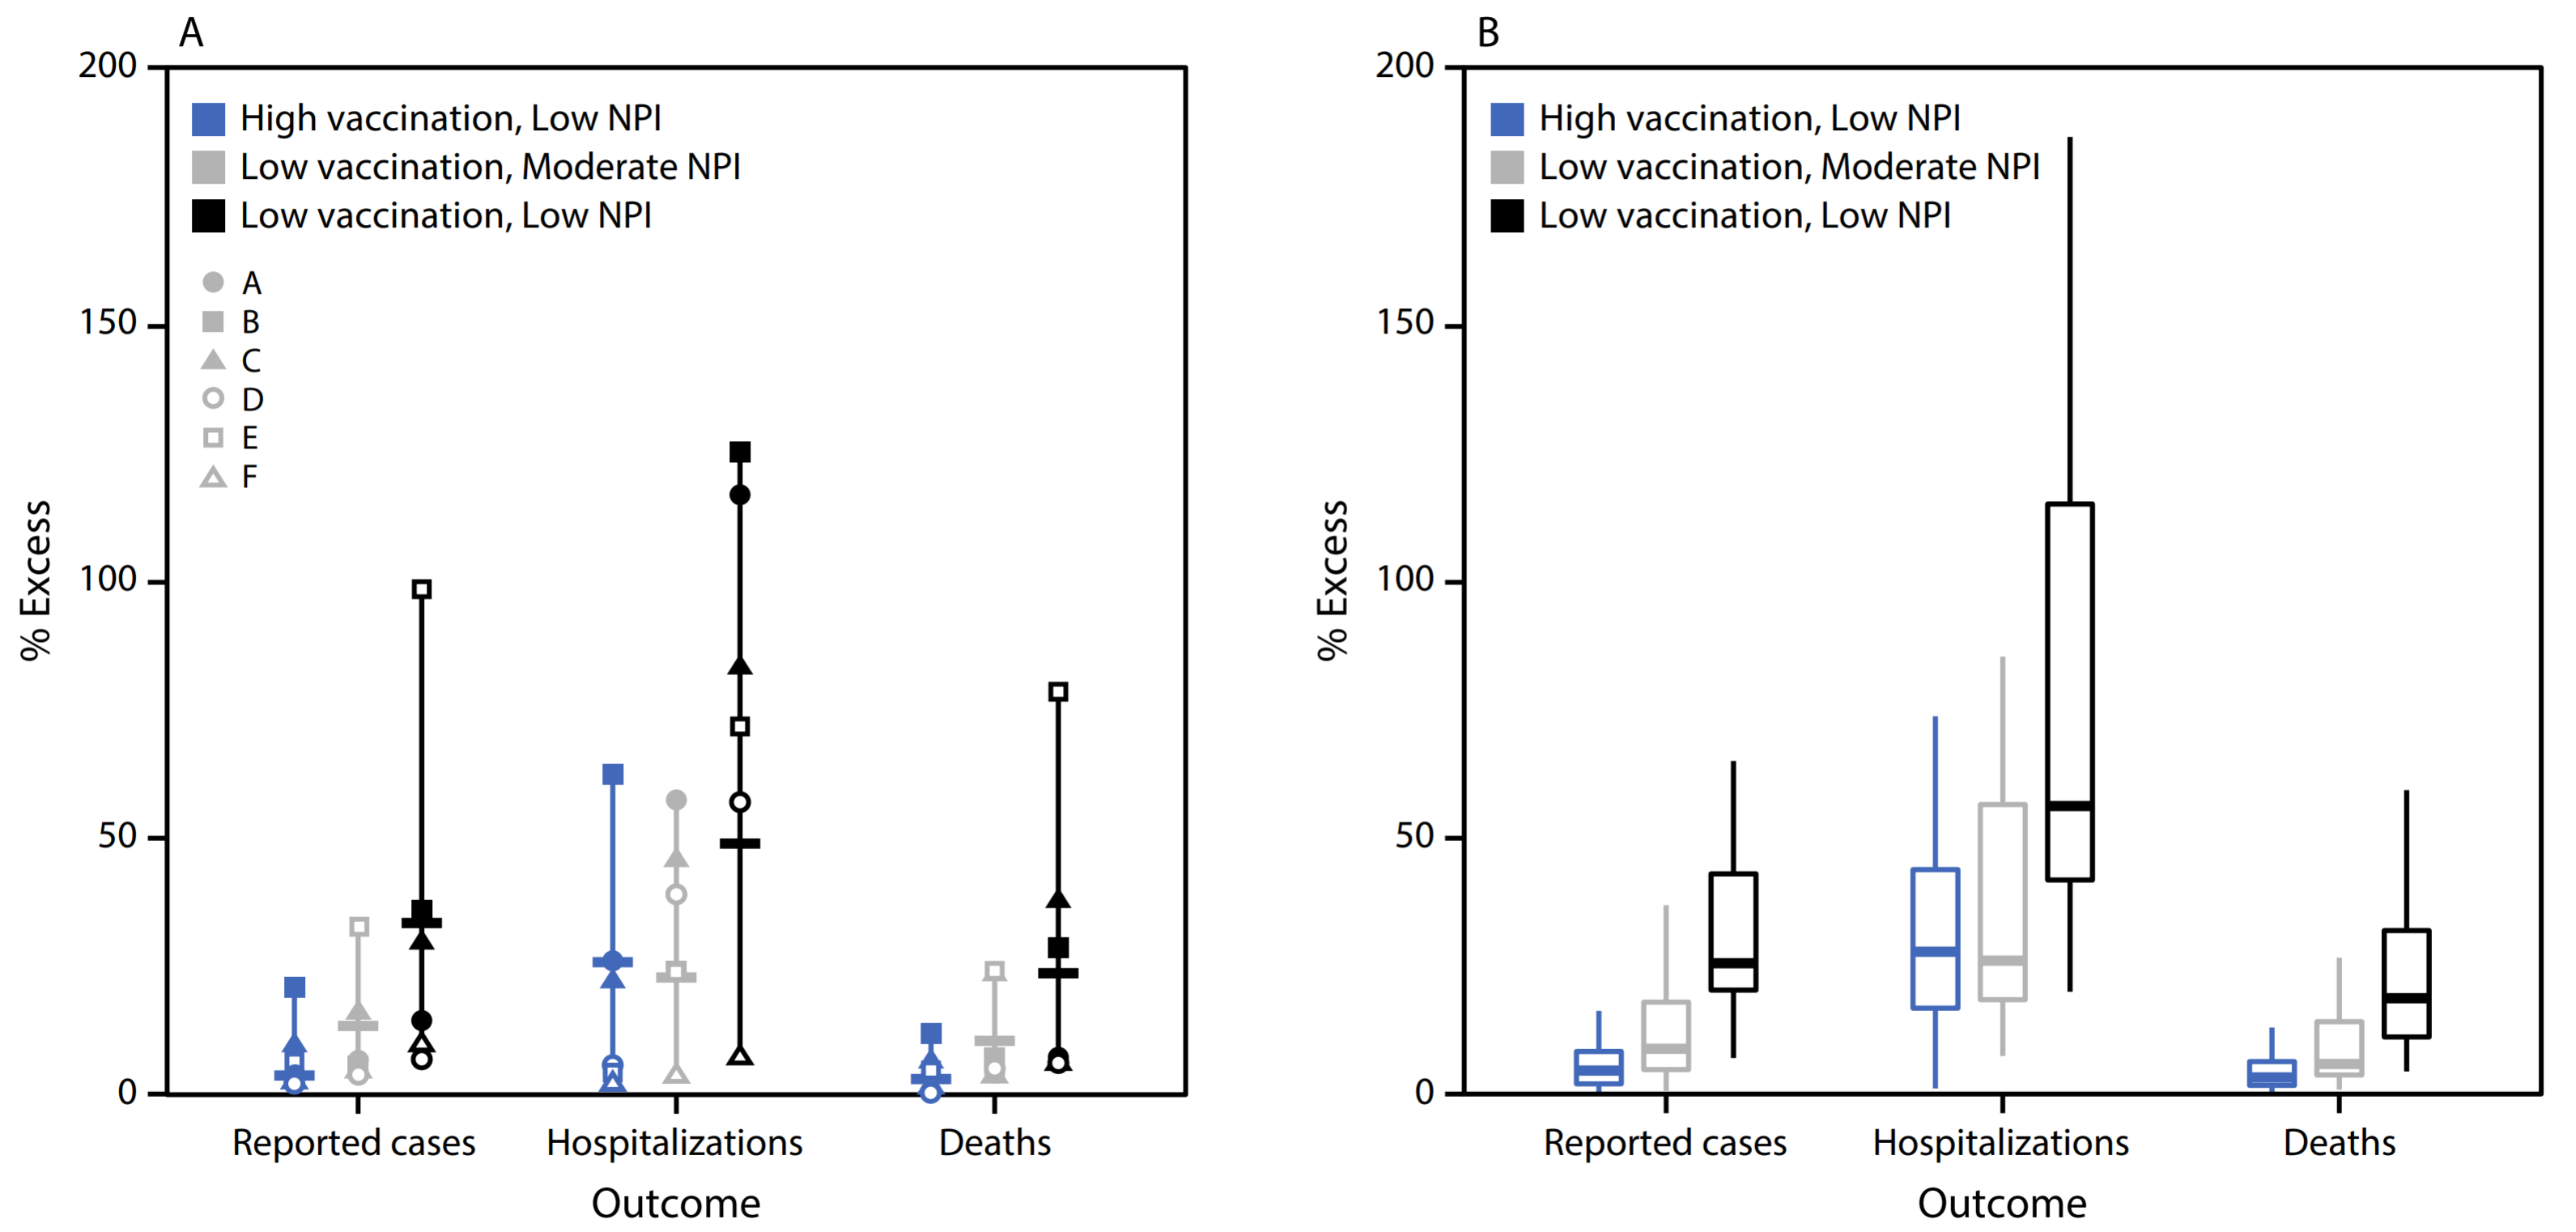 A
200
150
100
50
0
% Excess
High vaccination, Low NPI
Low vaccination, Moderate NPI
Low vaccination, Low NPI
A
B
C
D
E
F
Reported cases
Hospitalizations
Deaths
Outcome
B
200
150
100
50
0
% Excess
High vaccination, Low NPI
Low vaccination, Moderate NPI
Low vaccination, Low NPI
Reported cases
Hospitalizations
Deaths
Outcome